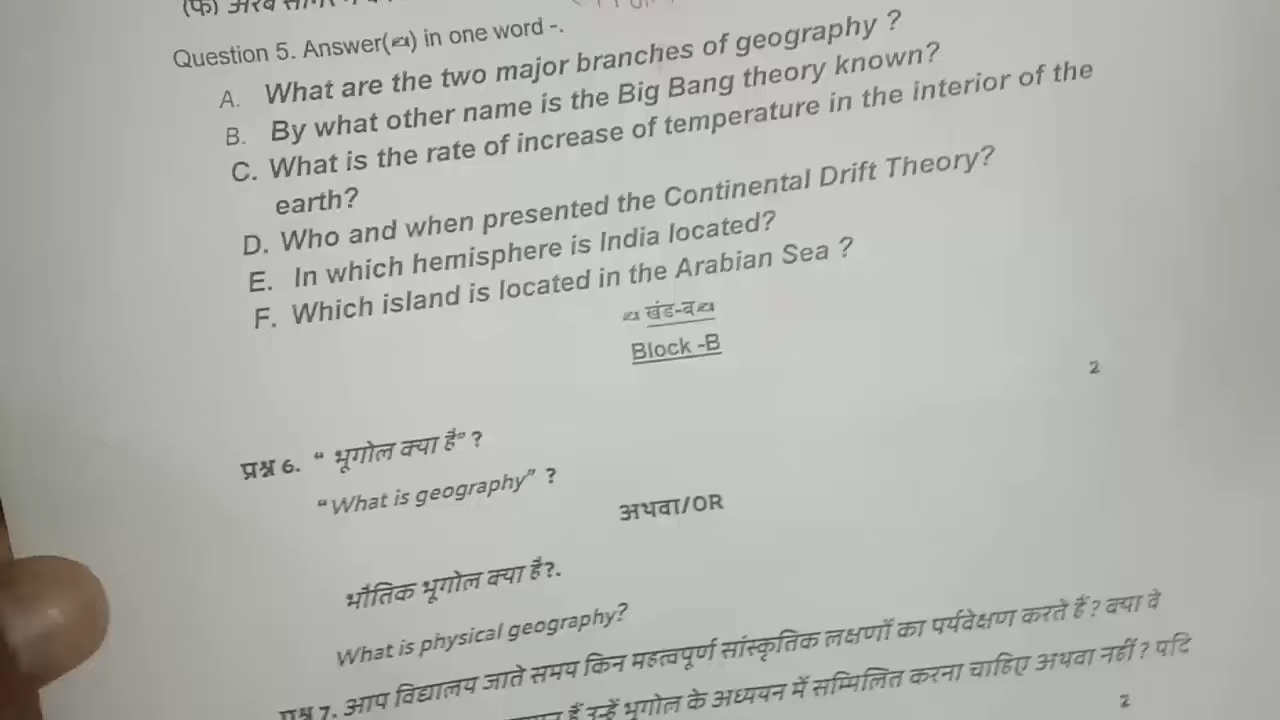 (फ) अरब
Question 5. Answer(✍) in one word -.
A. What are the two major branches of geography ?
B. By what other name is the Big Bang theory known?
C. What is the rate of increase of temperature in the interior of the
earth?
D. Who and when presented the Continental Drift Theory?
E. In which hemisphere is India located?
F. Which island is located in the Arabian Sea ?
✍ खंड-ब✍
Block -B
2
प्रश्न 6. “ भूगोल क्या है” ?
“What is geography” ?
अथवा/OR
भौतिक भूगोल क्या है?.
What is physical geography?
प्रश्न 7. आप विद्यालय जाते समय किन महत्वपूर्ण सांस्कृतिक लक्षणों का पर्यवेक्षण करते हैं ? क्या वे
हैं उन्हें भूगोल के अध्ययन में सम्मिलित करना चाहिए अथवा नहीं ? यदि
2